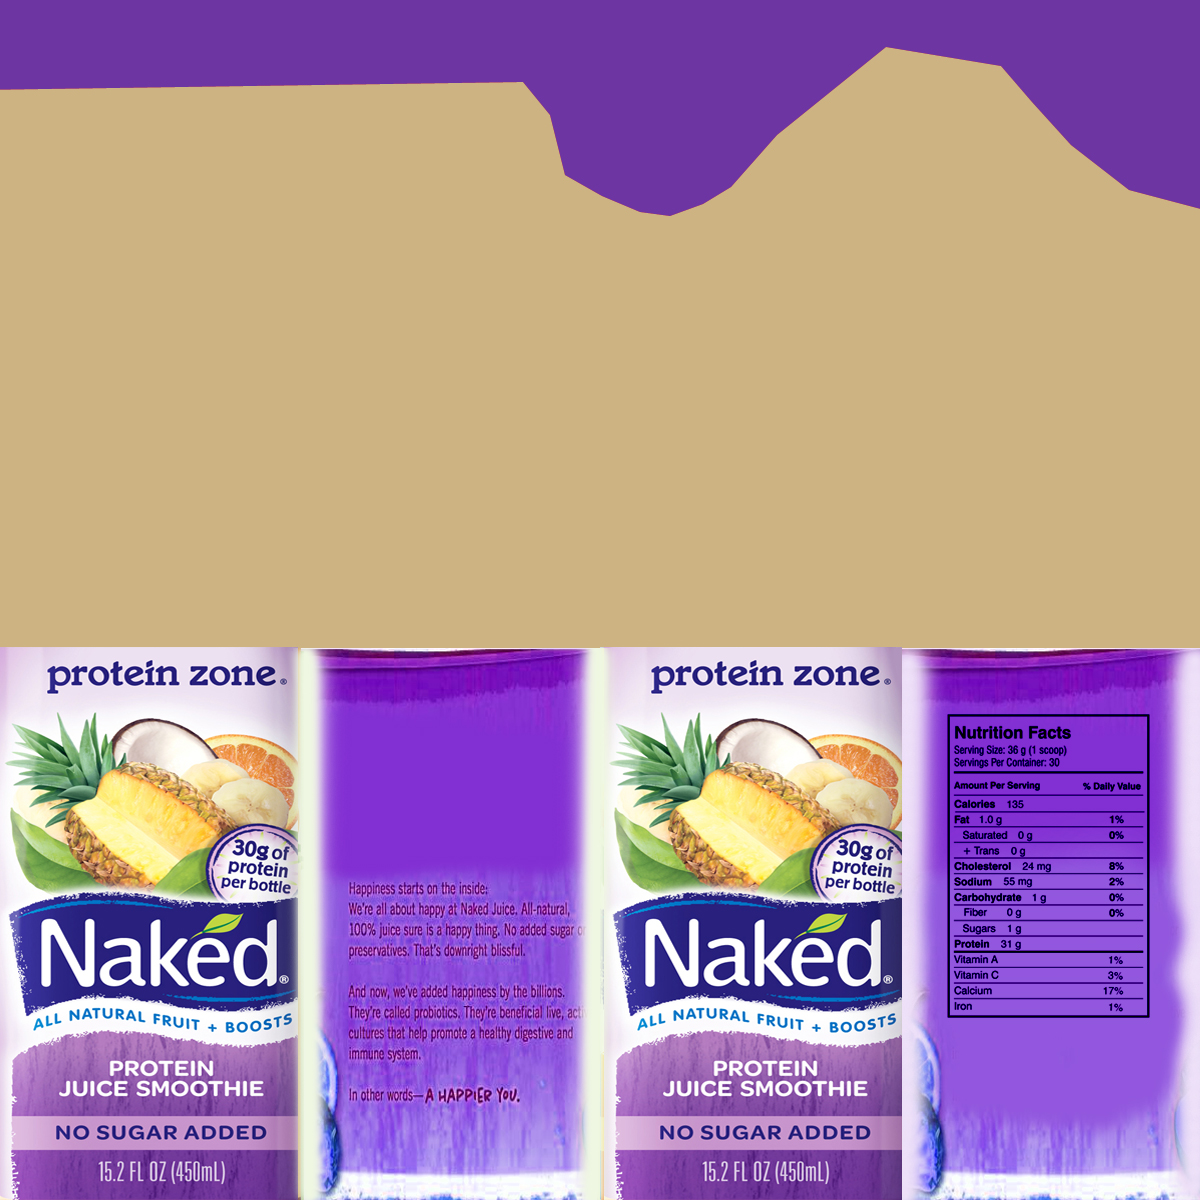 protein zone®
30g of
protein
per bottle
Naked®
ALL NATURAL FRUIT + BOOSTS
PROTEIN
JUICE SMOOTHIE
NO SUGAR ADDED
15.2 FL OZ (450mL)
Happiness starts on the inside:
We're all about happy at Naked Juice. All-natural,
100% juice sure is a happy thing. No added sugar or
preservatives. That's downright blissful.
And now, we've added happiness by the billions.
They're called probiotics. They're beneficial live,
cultures that help promote a healthy digestive and
immune system.
In other words—A HAPPIER YOU.
protein zone®
30g of
protein
per bottle
Naked®
ALL NATURAL FRUIT + BOOSTS
PROTEIN
JUICE SMOOTHIE
NO SUGAR ADDED
15.2 FL OZ (450mL)
Nutrition Facts
Serving Size: 36 g (1 scoop)
Servings Per Container: 30
Amount Per Serving % Daily Value
Calories 135
Fat 1.0 g 1%
Saturated 0 g 0%
+ Trans 0 g
Cholesterol 24 mg 8%
Sodium 55 mg 2%
Carbohydrate 1 g 0%
Fiber 0 g 0%
Sugars 1 g
Protein 31 g
Vitamin A 1%
Vitamin C 3%
Calcium 17%
Iron 1%